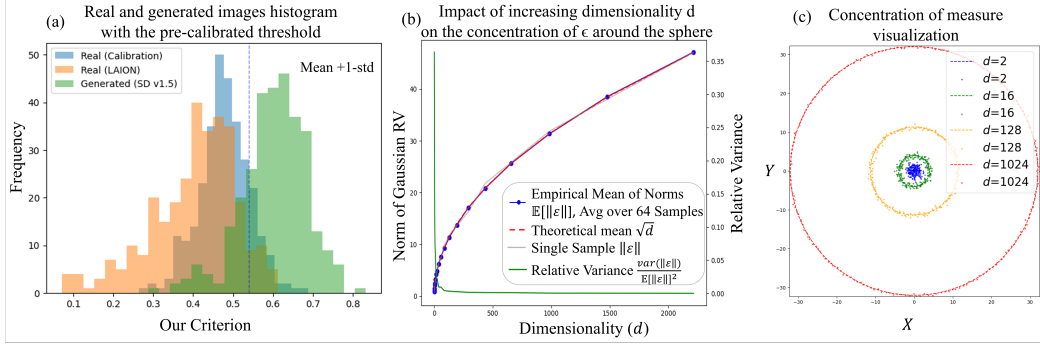 (a)
Real and generated images histogram
with the pre-calibrated threshold
Real (Calibration)
Real (LAION)
Generated (SD v1.5)
Mean +1-std
Frequency
50
40
30
20
10
0
0.1 0.2 0.3 0.4 0.5 0.6 0.7 0.8
Our Criterion
(b)
Impact of increasing dimensionality d
on the concentration of ϵ around the sphere
Norm of Gaussian RV
40
30
20
10
0
0 500 1000 1500 2000
Dimensionality (d)
0.35
0.30
0.25
0.20
0.15
0.10
0.05
0.00
Relative Variance
Empirical Mean of Norms
𝔼[‖ε‖], Avg over 64 Samples
Theoretical mean √d
Single Sample ‖ε‖
Relative Variance var(‖ε‖)/𝔼[‖ε‖]²
(c)
Concentration of measure
visualization
d=2
d=2
d=16
d=16
d=128
d=128
d=1024
d=1024
Y
30
20
10
0
-10
-20
-30
-30 -20 -10 0 10 20 30
X